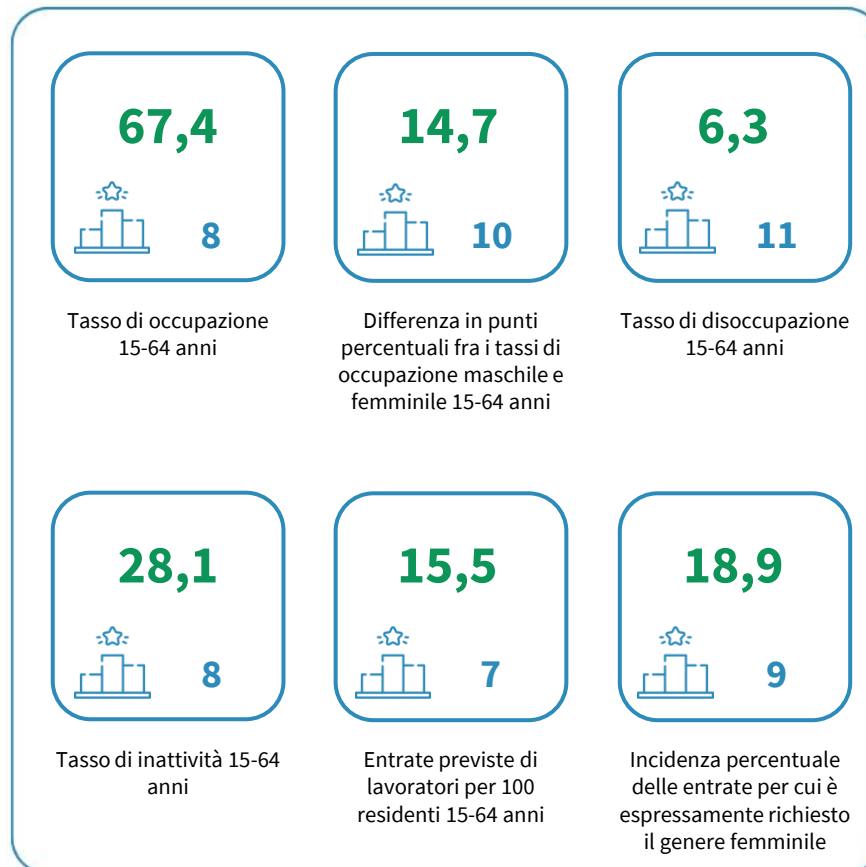 67,4
8
Tasso di occupazione
15-64 anni
14,7
10
Differenza in punti
percentuali fra i tassi di
occupazione maschile e
femminile 15-64 anni
6,3
11
Tasso di disoccupazione
15-64 anni
28,1
8
Tasso di inattività 15-64
anni
15,5
7
Entrate previste di
lavoratori per 100
residenti 15-64 anni
18,9
9
Incidenza percentuale
delle entrate per cui è
espressamente richiesto
il genere femminile